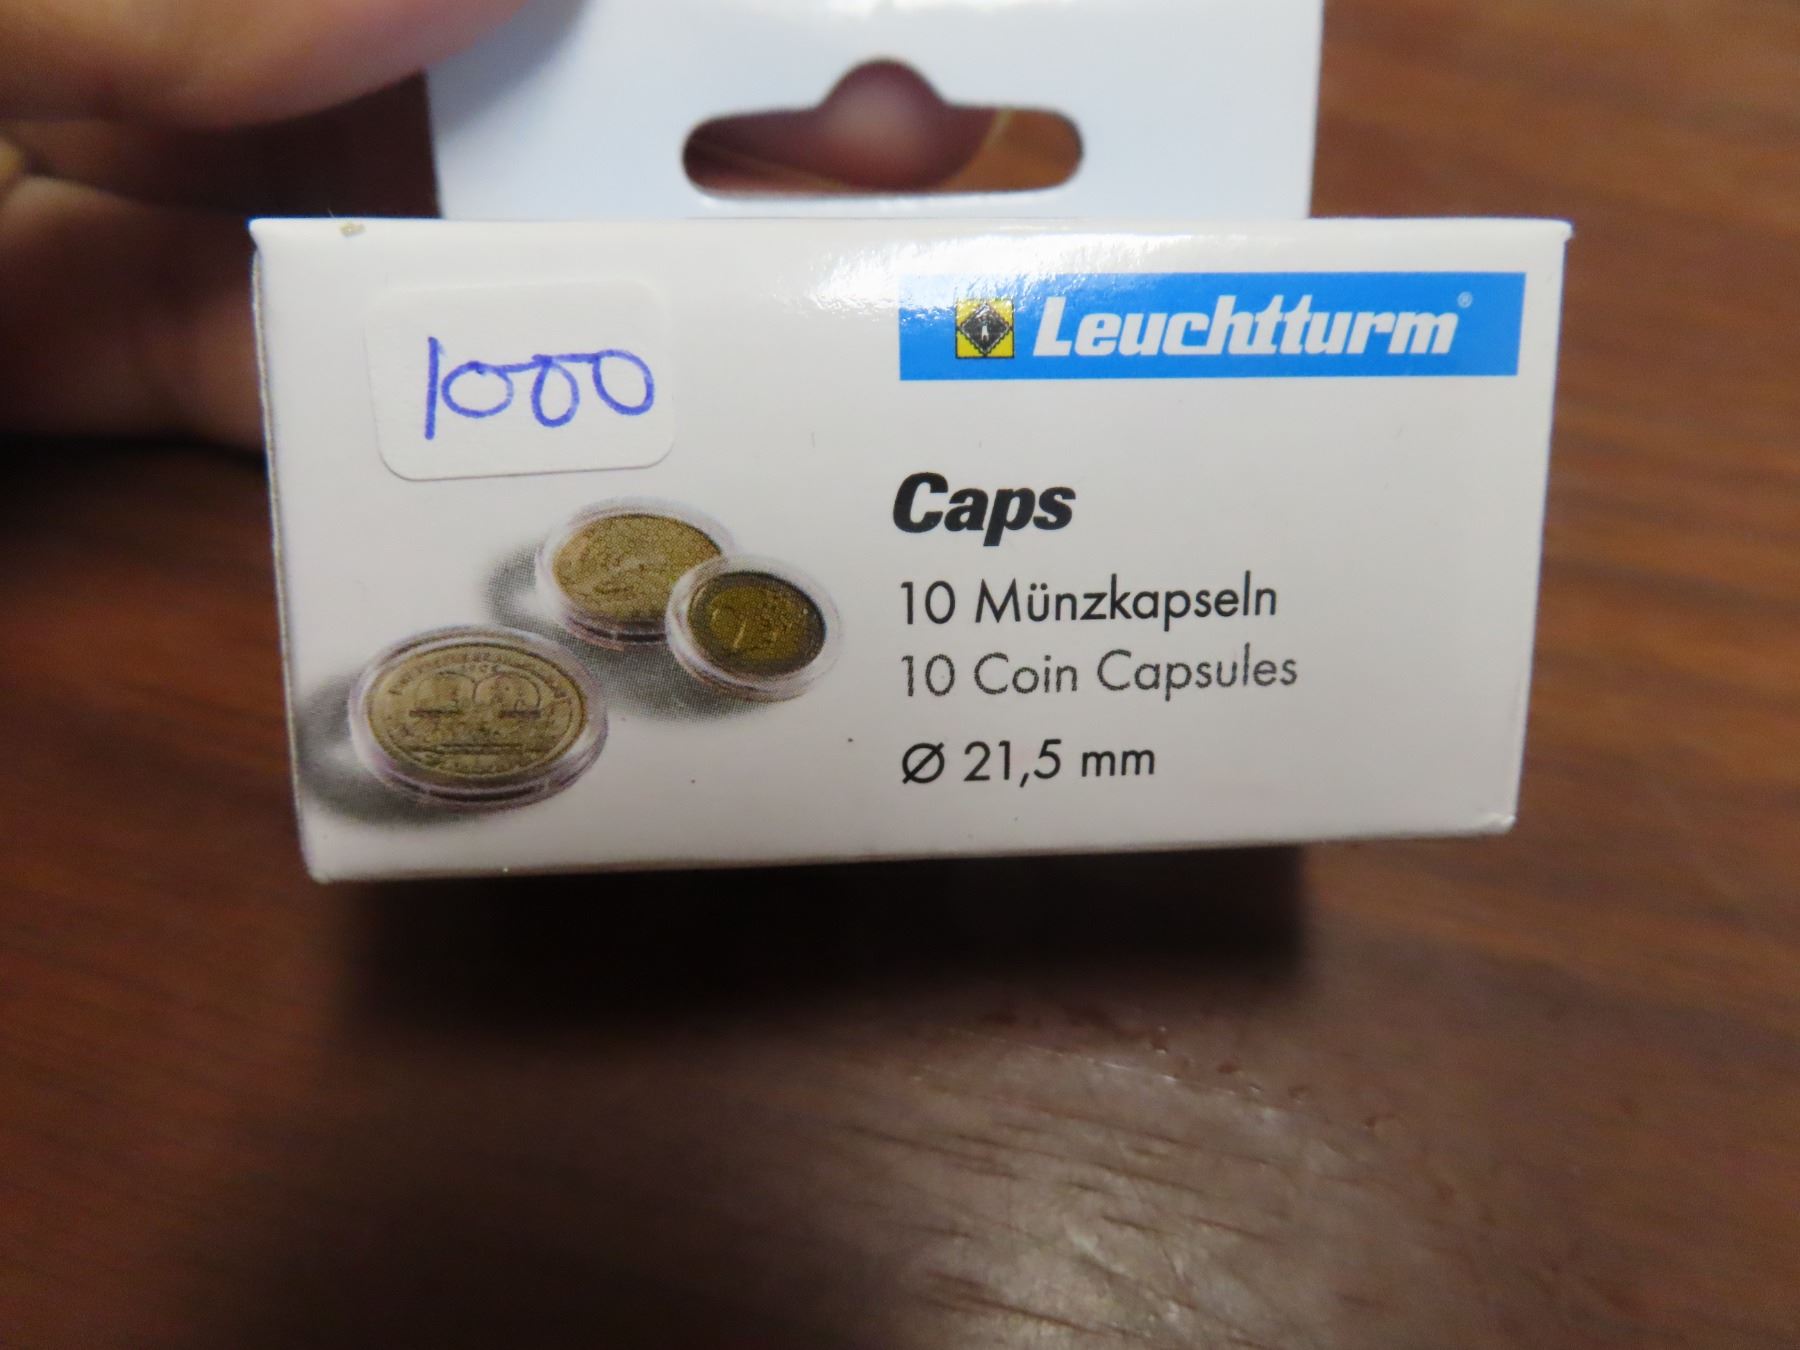 1000
Leuchtturm®
Caps
10 Münzkapseln
10 Coin Capsules
Ø 21,5 mm